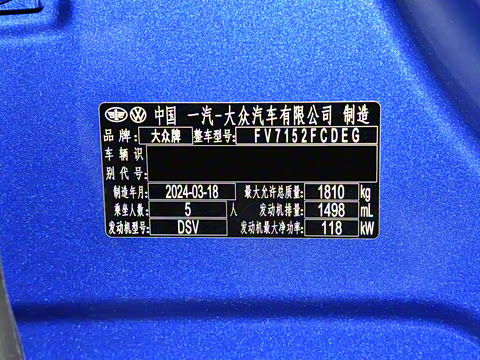 中国 一汽-大众汽车有限公司 制造
品牌: 大众牌 整车型号: FV7152FCDEG
车辆识
别代号:
制造年月: 2024-03-18 最大允许总质量: 1810 kg
乘坐人数: 5 人 发动机排量: 1498 mL
发动机型号: DSV 发动机最大净功率: 118 kW